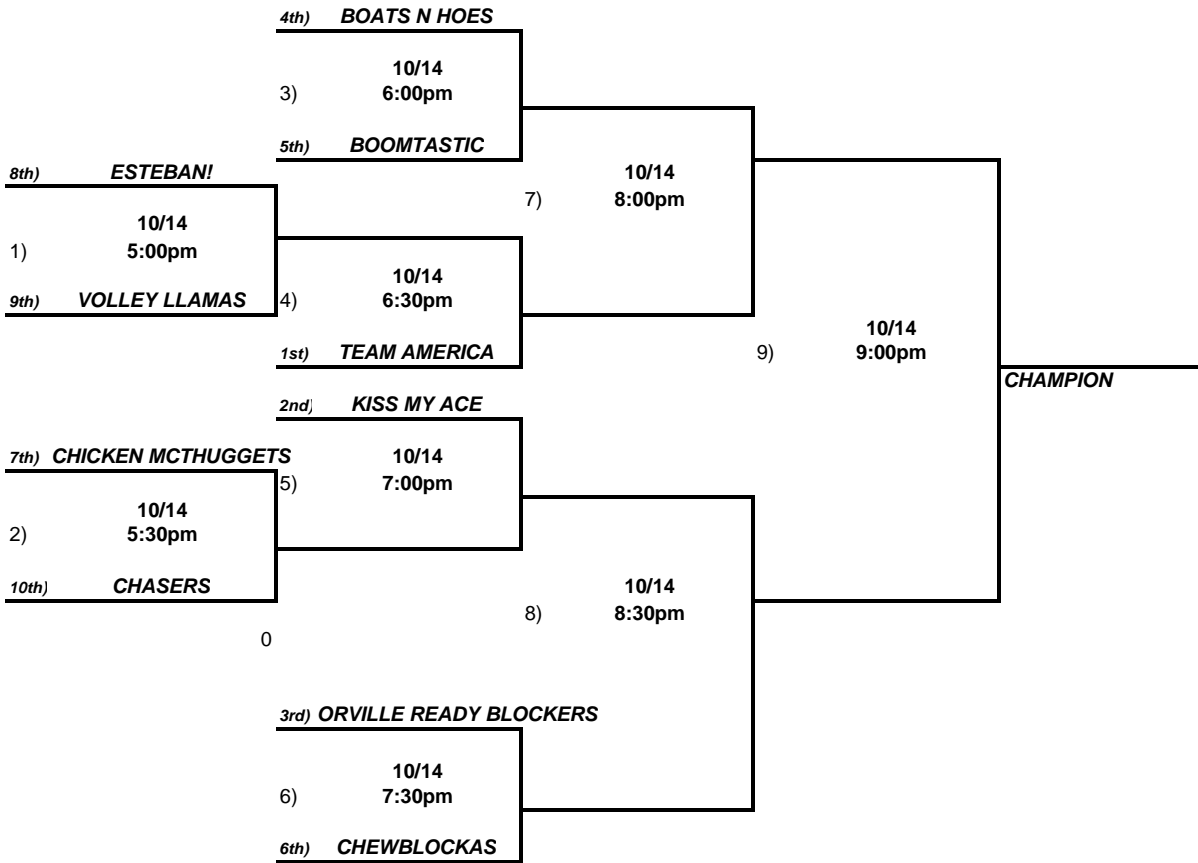 4th) BOATS N HOES
10/14
3) 6:00pm
5th) BOOMTASTIC
8th) ESTEBAN!
10/14
7) 8:00pm
10/14
1) 5:00pm
10/14
9th) VOLLEY LLAMAS
4) 6:30pm
10/14
9) 9:00pm
1st) TEAM AMERICA
CHAMPION
2nd) KISS MY ACE
7th) CHICKEN MCTHUGGETS
10/14
5) 7:00pm
10/14
2) 5:30pm
10th) CHASERS
10/14
8) 8:30pm
0
3rd) ORVILLE READY BLOCKERS
10/14
6) 7:30pm
6th) CHEWBLOCKAS